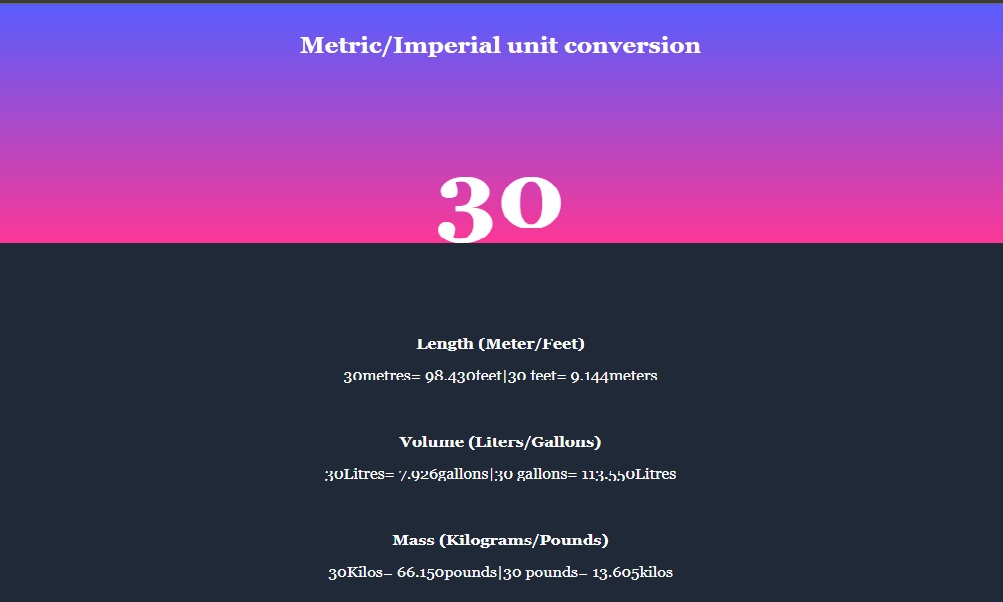 Metric/Imperial unit conversion
30
Length (Meter/Feet)
30metres= 98.430feet|30 feet= 9.144meters
Volume (Liters/Gallons)
30Litres= 7.926gallons|30 gallons= 113.550Litres
Mass (Kilograms/Pounds)
30Kilos= 66.150pounds|30 pounds= 13.605kilos